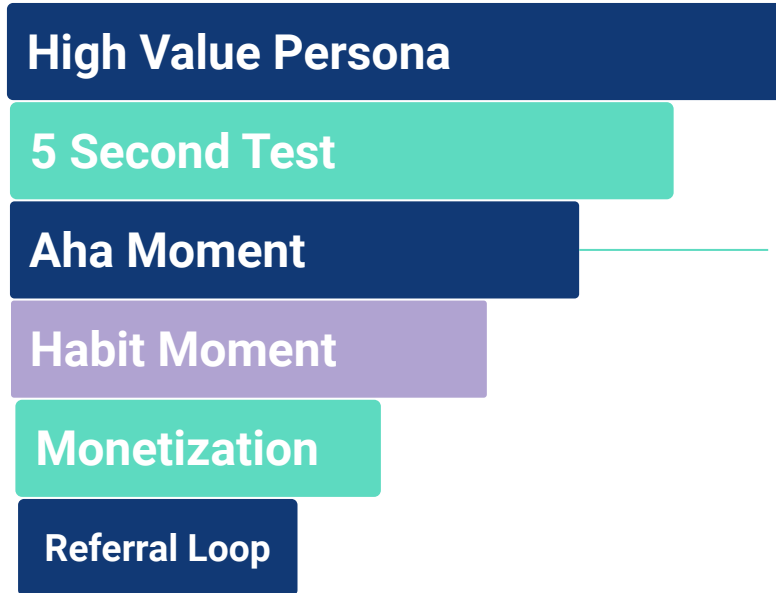 High Value Persona
5 Second Test
Aha Moment
Habit Moment
Monetization
Referral Loop